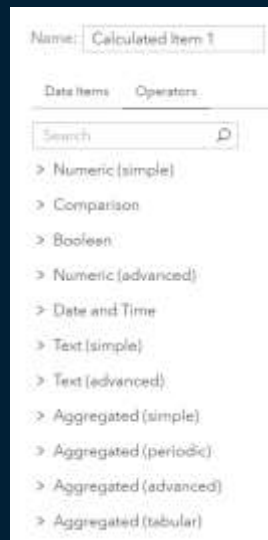 Name: Calculated Item 1
Data Items Operators
Search
> Numeric (simple)
> Comparison
> Boolean
> Numeric (advanced)
> Date and Time
> Text (simple)
> Text (advanced)
> Aggregated (simple)
> Aggregated (periodic)
> Aggregated (advanced)
> Aggregated (tabular)